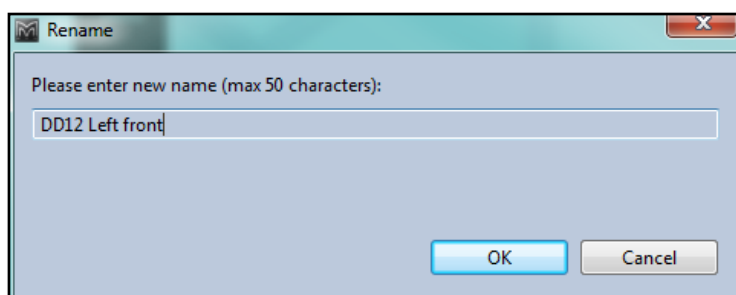 Rename
Please enter new name (max 50 characters):
DD12 Left front
OK Cancel